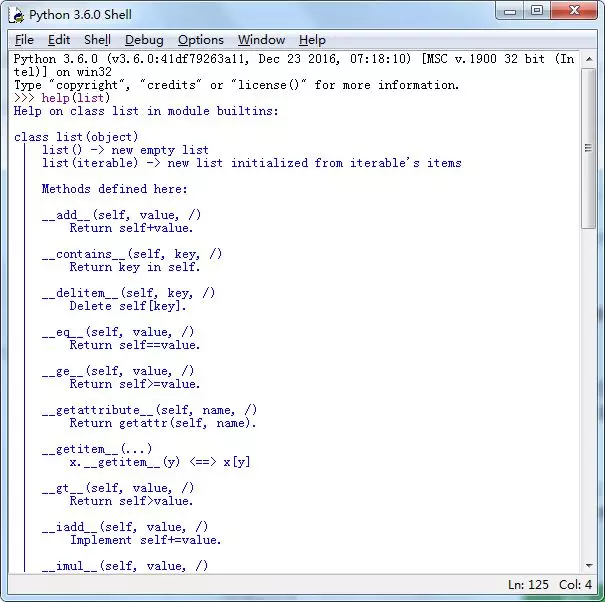 Python 3.6.0 Shell
File Edit Shell Debug Options Window Help
Python 3.6.0 (v3.6.0:41df79263a11, Dec 23 2016, 07:18:10) [MSC v.1900 32 bit (In
tel)] on win32
Type "copyright", "credits" or "license()" for more information.
>>> help(list)
Help on class list in module builtins:
class list(object)
 |  list() -> new empty list
 |  list(iterable) -> new list initialized from iterable's items
 |  Methods defined here:
 |  __add__(self, value, /)
 |      Return self+value.
 |  __contains__(self, key, /)
 |      Return key in self.
 |  __delitem__(self, key, /)
 |      Delete self[key].
 |  __eq__(self, value, /)
 |      Return self==value.
 |  __ge__(self, value, /)
 |      Return self>=value.
 |  __getattribute__(self, name, /)
 |      Return getattr(self, name).
 |  __getitem__(...)
 |      x.__getitem__(y) <==> x[y]
 |  __gt__(self, value, /)
 |      Return self>value.
 |  __iadd__(self, value, /)
 |      Implement self+=value.
 |  __imul__(self, value, /)
Ln: 125 Col: 4